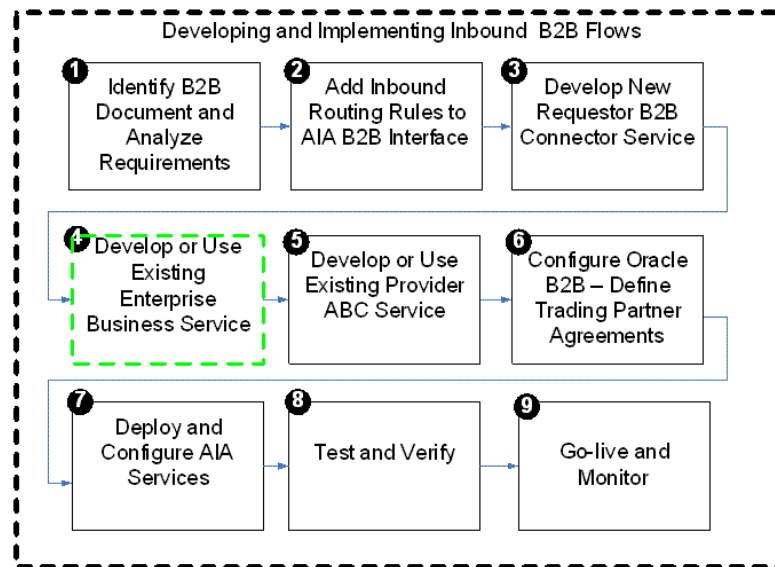 Developing and Implementing Inbound B2B Flows
1
Identify B2B
Document and
Analyze
Requirements
2
Add Inbound
Routing Rules to
AIA B2B Interface
3
Develop New
Requestor B2B
Connector Service
4
Develop or Use
Existing
Enterprise
Business Service
5
Develop or Use
Existing Provider
ABC Service
6
Configure Oracle
B2B – Define
Trading Partner
Agreements
7
Deploy and
Configure AIA
Services
8
Test and Verify
9
Go-live and
Monitor